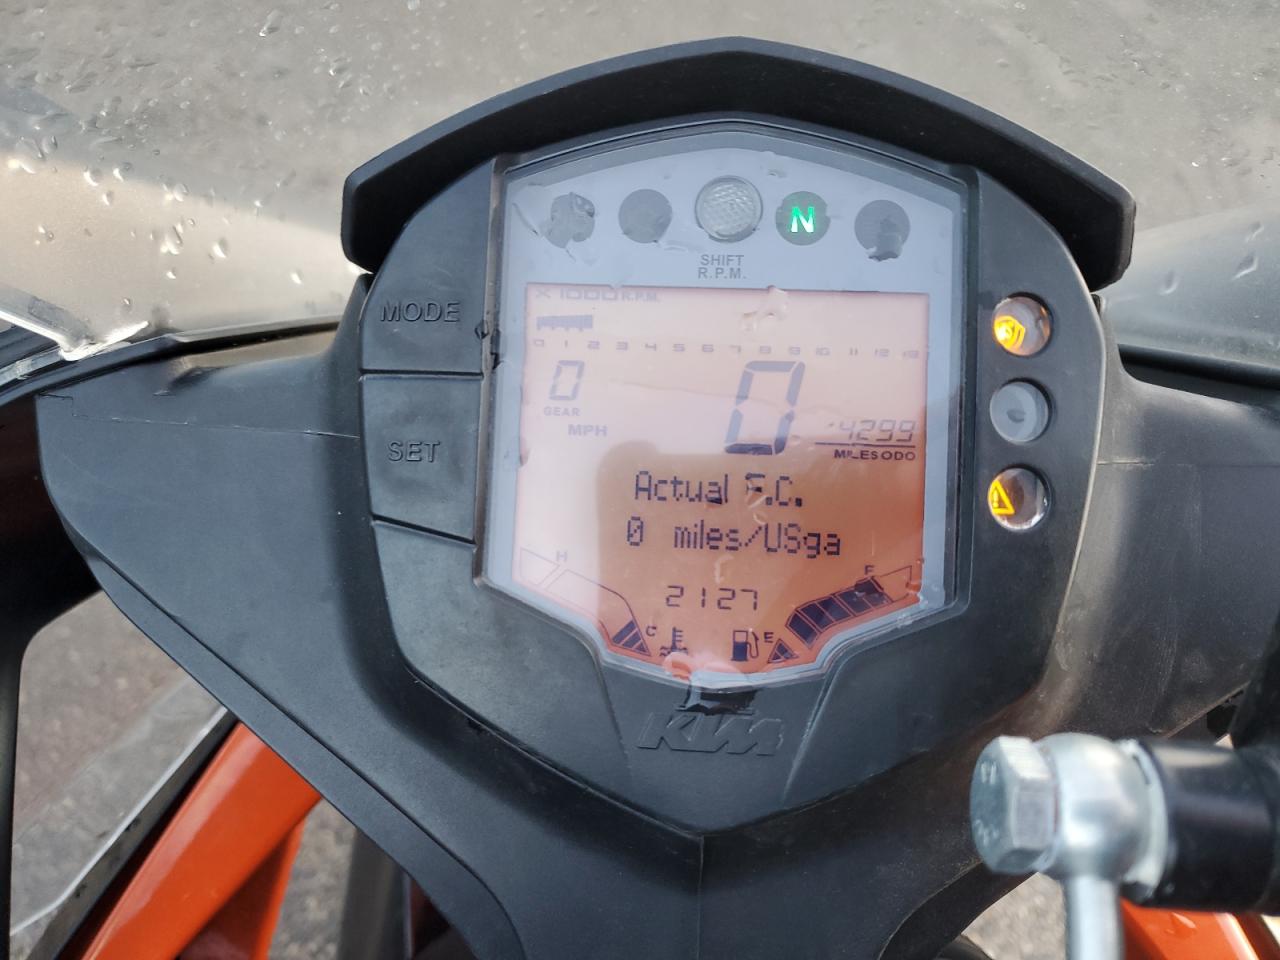 N
SHIFT
R.P.M.
X 1000 R.P.M.
0 1 2 3 4 5 6 7 8 9 10 11 12 13
MODE
0
GEAR
MPH
0
4299
MILES ODO
SET
Actual F.C.
0 miles/USga
H
F
2127
C
E
KTM